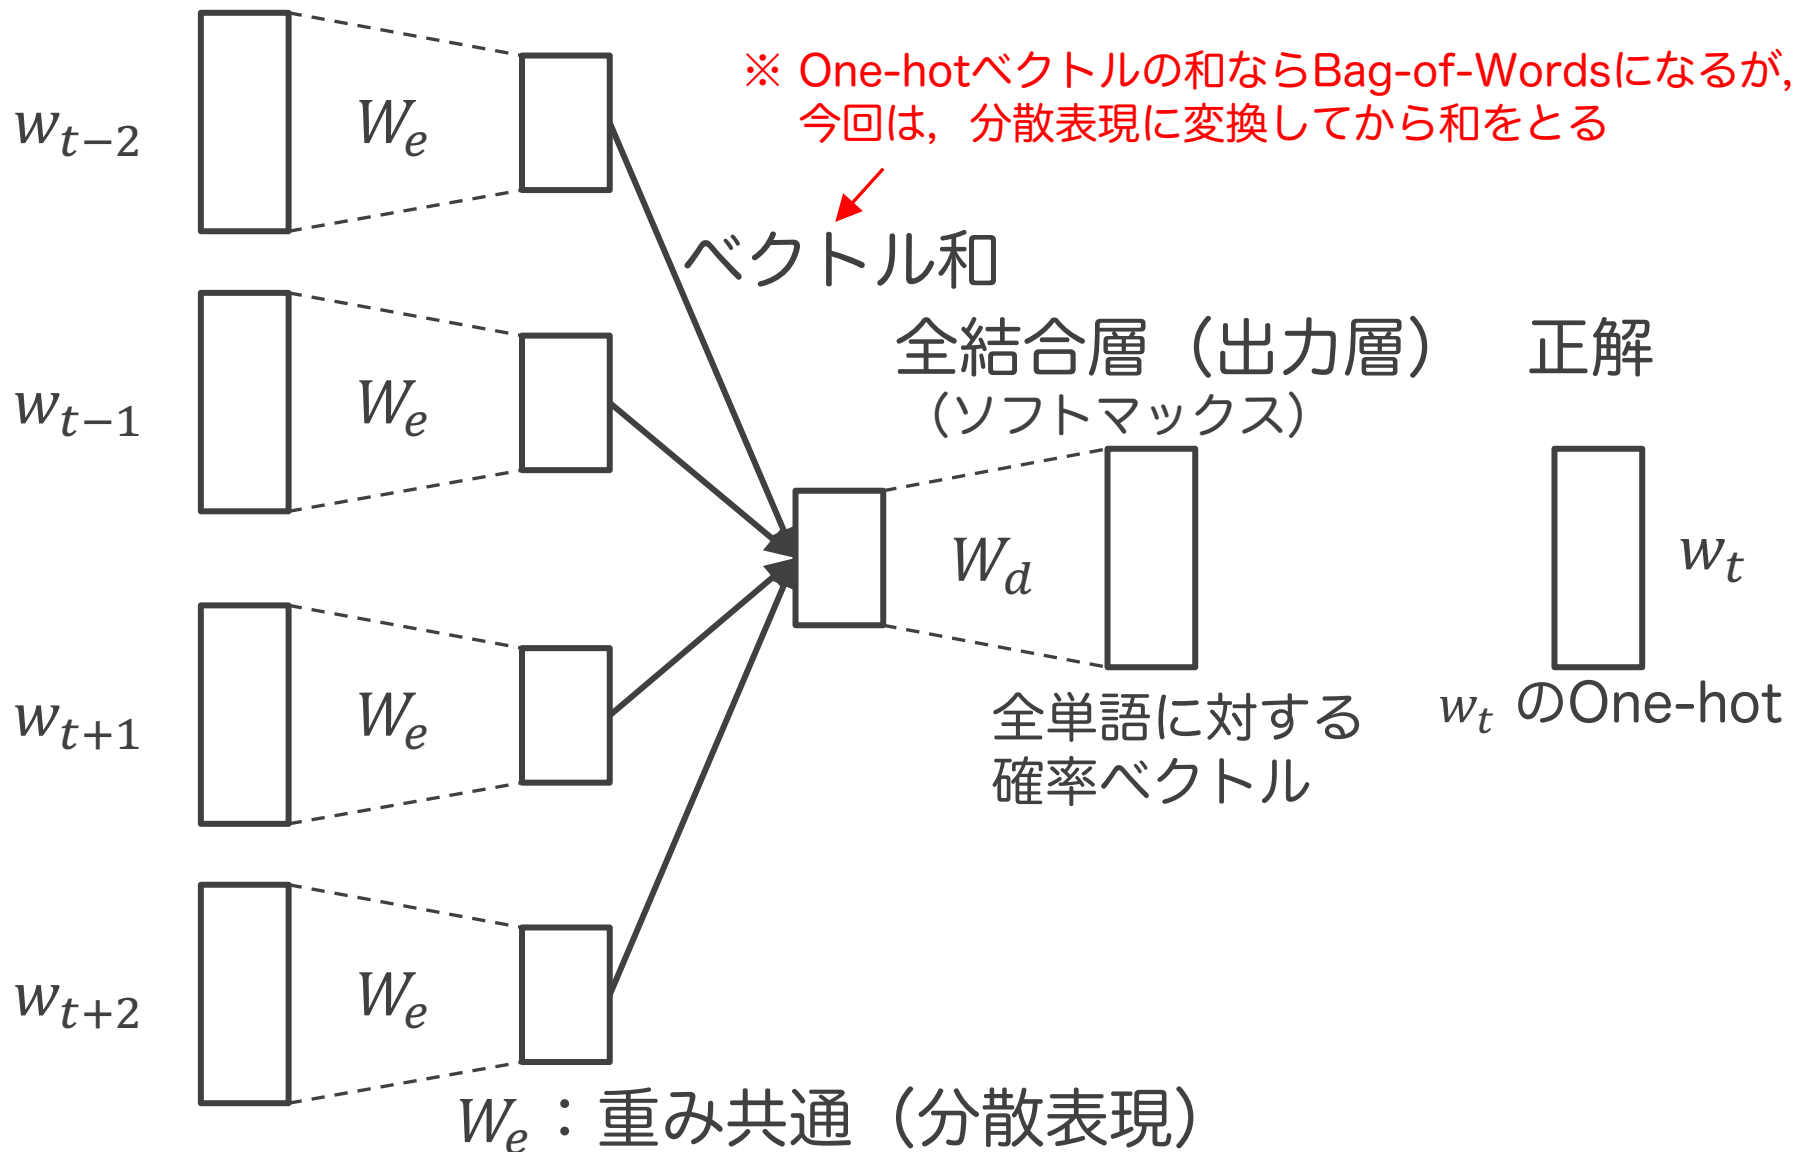 ※ One-hotベクトルの和ならBag-of-Wordsになるが,
今回は，分散表現に変換してから和をとる
w_{t−2}
W_e
ベクトル和
w_{t−1}
W_e
全結合層（出力層）
（ソフトマックス）
正解
W_d
w_t
w_{t+1}
W_e
全単語に対する
確率ベクトル
w_t のOne-hot
w_{t+2}
W_e
W_e：重み共通（分散表現）